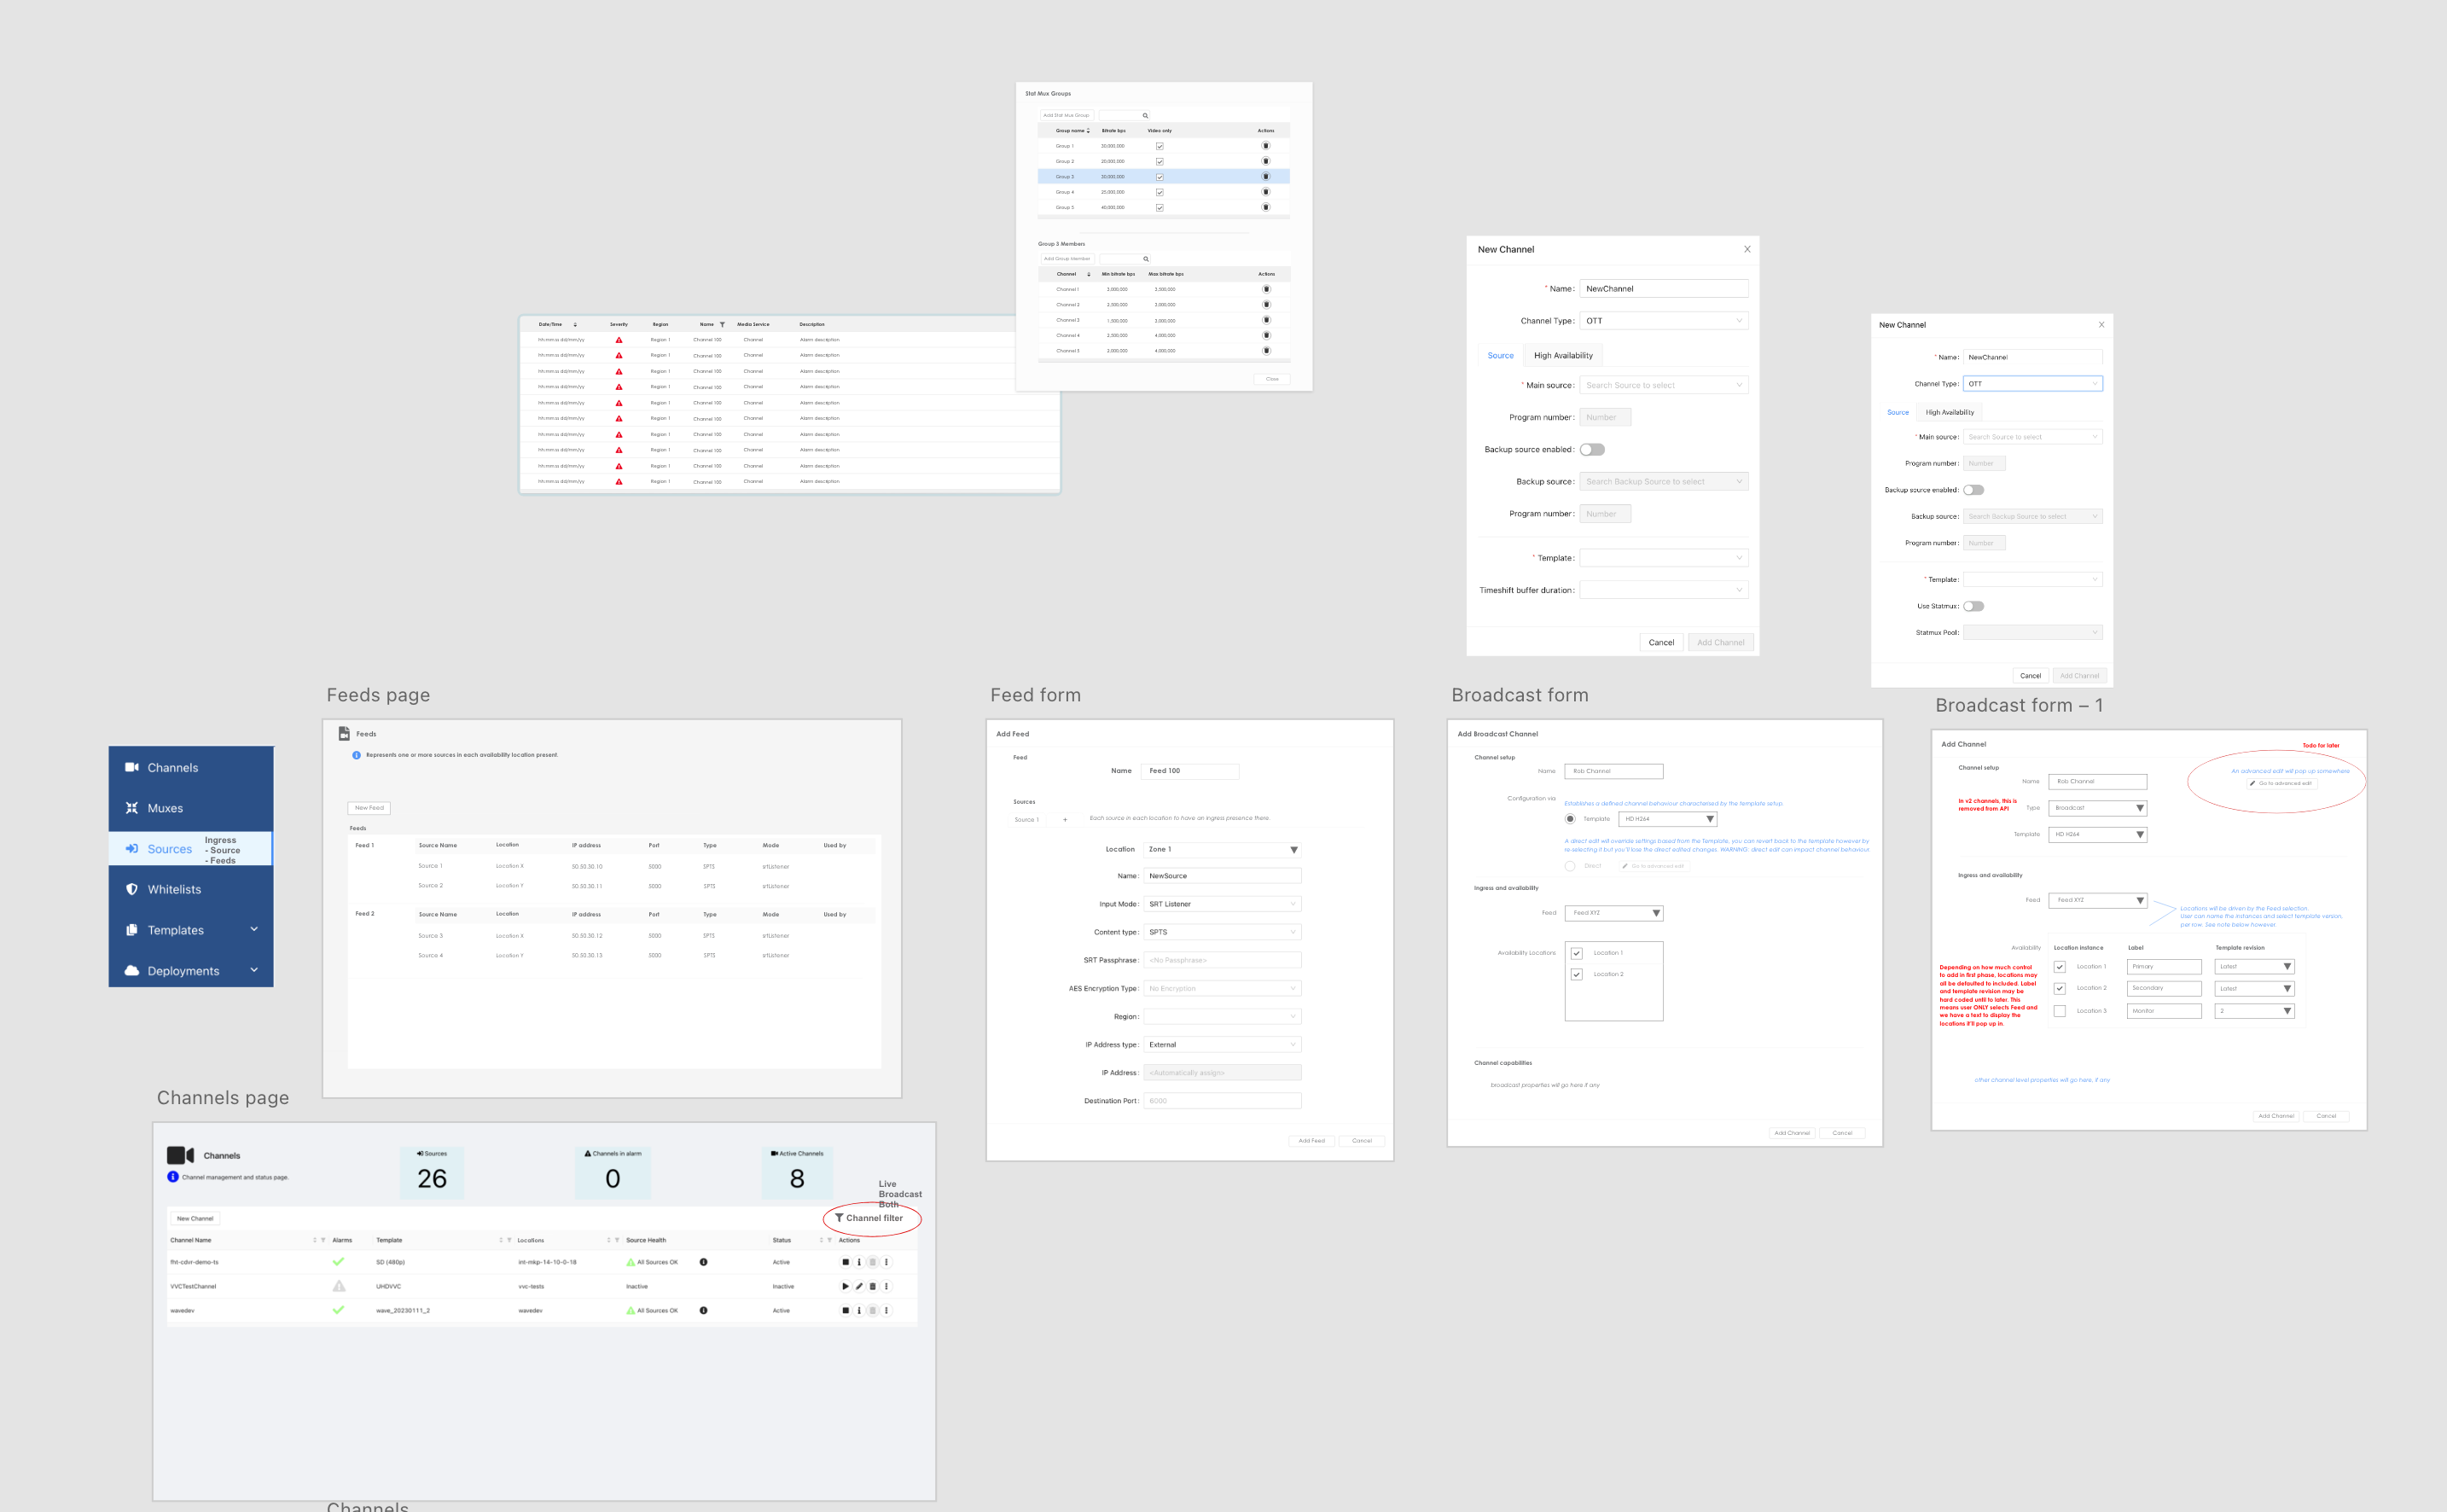 Stat Mux Groups
Add Stat Mux Group
Group name Bitrate bps Video only Actions
Group 1 30,000,000
Group 2 20,000,000
Group 3 30,000,000
Group 4 25,000,000
Group 5 40,000,000
Group 3 Members
Add Group Member
Channel Min bitrate bps Max bitrate bps Actions
Channel 1 3,000,000 3,500,000
Channel 2 2,500,000 3,000,000
Channel 3 1,500,000 3,000,000
Channel 4 2,500,000 4,000,000
Channel 5 2,000,000 4,000,000
Close
Date/Time Severity Region Name Media Service Description
hh:mm:ss dd/mm/yy Region 1 Channel 100 Channel Alarm description
hh:mm:ss dd/mm/yy Region 1 Channel 100 Channel Alarm description
hh:mm:ss dd/mm/yy Region 1 Channel 100 Channel Alarm description
hh:mm:ss dd/mm/yy Region 1 Channel 100 Channel Alarm description
hh:mm:ss dd/mm/yy Region 1 Channel 100 Channel Alarm description
hh:mm:ss dd/mm/yy Region 1 Channel 100 Channel Alarm description
hh:mm:ss dd/mm/yy Region 1 Channel 100 Channel Alarm description
hh:mm:ss dd/mm/yy Region 1 Channel 100 Channel Alarm description
hh:mm:ss dd/mm/yy Region 1 Channel 100 Channel Alarm description
hh:mm:ss dd/mm/yy Region 1 Channel 100 Channel Alarm description
New Channel X
* Name: NewChannel
Channel Type: OTT
Source High Availability
* Main source: Search Source to select
Program number: Number
Backup source enabled:
Backup source: Search Backup Source to select
Program number: Number
* Template:
Timeshift buffer duration:
Cancel Add Channel
New Channel X
* Name: NewChannel
Channel Type: OTT
Source High Availability
* Main source: Search Source to select
Program number: Number
Backup source enabled:
Backup source: Search Backup Source to select
Program number: Number
* Template:
Use Statmux:
Statmux Pool:
Cancel Add Channel
Channels
Muxes
Sources
Ingress
- Source
- Feeds
Whitelists
Templates
Deployments
Feeds page
Feeds
Represents one or more sources in each availability location present.
New Feed
Feeds
Feed 1 Source Name Location IP address Port Type Mode Used by
Source 1 Location X 50.50.30.10 5000 SPTS srtListener
Source 2 Location Y 50.50.30.11 5000 SPTS srtListener
Feed 2 Source Name Location IP address Port Type Mode Used by
Source 3 Location X 50.50.30.12 5000 SPTS srtListener
Source 4 Location Y 50.50.30.13 5000 SPTS srtListener
Feed form
Add Feed
Feed
Name Feed 100
Sources
Source 1 + Each source in each location to have an ingress presence there.
Location Zone 1
Name: NewSource
Input Mode: SRT Listener
Content type: SPTS
SRT Passphrase: <No Passphrase>
AES Encryption Type: No Encryption
Region:
IP Address type: External
IP Address: <Automatically assign>
Destination Port: 6000
Add Feed Cancel
Broadcast form
Add Broadcast Channel
Channel setup
Name Rob Channel
Configuration via
Establishes a defined channel behaviour characterised by the template setup
Template HD H264
A direct edit will override settings based from the Template, you can revert back to the template however by
re selecting it but you'll lose the direct edited changes. WARNING: direct edit can impact channel behaviour
Direct Go to advanced edit
Ingress and availability
Feed Feed XYZ
Availability Locations Location 1
Location 2
Channel capabilities
broadcast properties will go here if any
Add Channel Cancel
Broadcast form – 1
Add Channel
Todo for later
An advanced edit will pop up somewhere
Go to advanced edit
Channel setup
Name Rob Channel
In v2 channels, this is
removed from API
Type Broadcast
Template HD H264
Ingress and availability
Feed Feed XYZ
Locations will be driven by the Feed selection.
User can name the instances and select template version,
per row. See note below however.
Availability Location instance Label Template revision
Location 1 Primary Latest
Location 2 Secondary Latest
Location 3 Monitor 2
Depending on how much control
to add in first phase, locations may
all be defaulted to included. Label
and template revision may be
hard coded until to later. This
means user ONLY selects Feed and
we have a text to display the
locations it'll pop up in.
other channel level properties will go here, if any
Add Channel Cancel
Channels page
Channels
Channel management and status page.
Sources
26
Channels in alarm
0
Active Channels
8
Live
Broadcast
Both
Channel filter
New Channel
Channel Name Alarms Template Locations Source Health Status Actions
fht-cdvr-demo-ts SD (480p) int-mkp-14-10-0-18 All Sources OK Active
VVCTestChannel UHDVVC vvc-tests Inactive Inactive
wavedev wave_20230111_2 wavedev All Sources OK Active
Channels